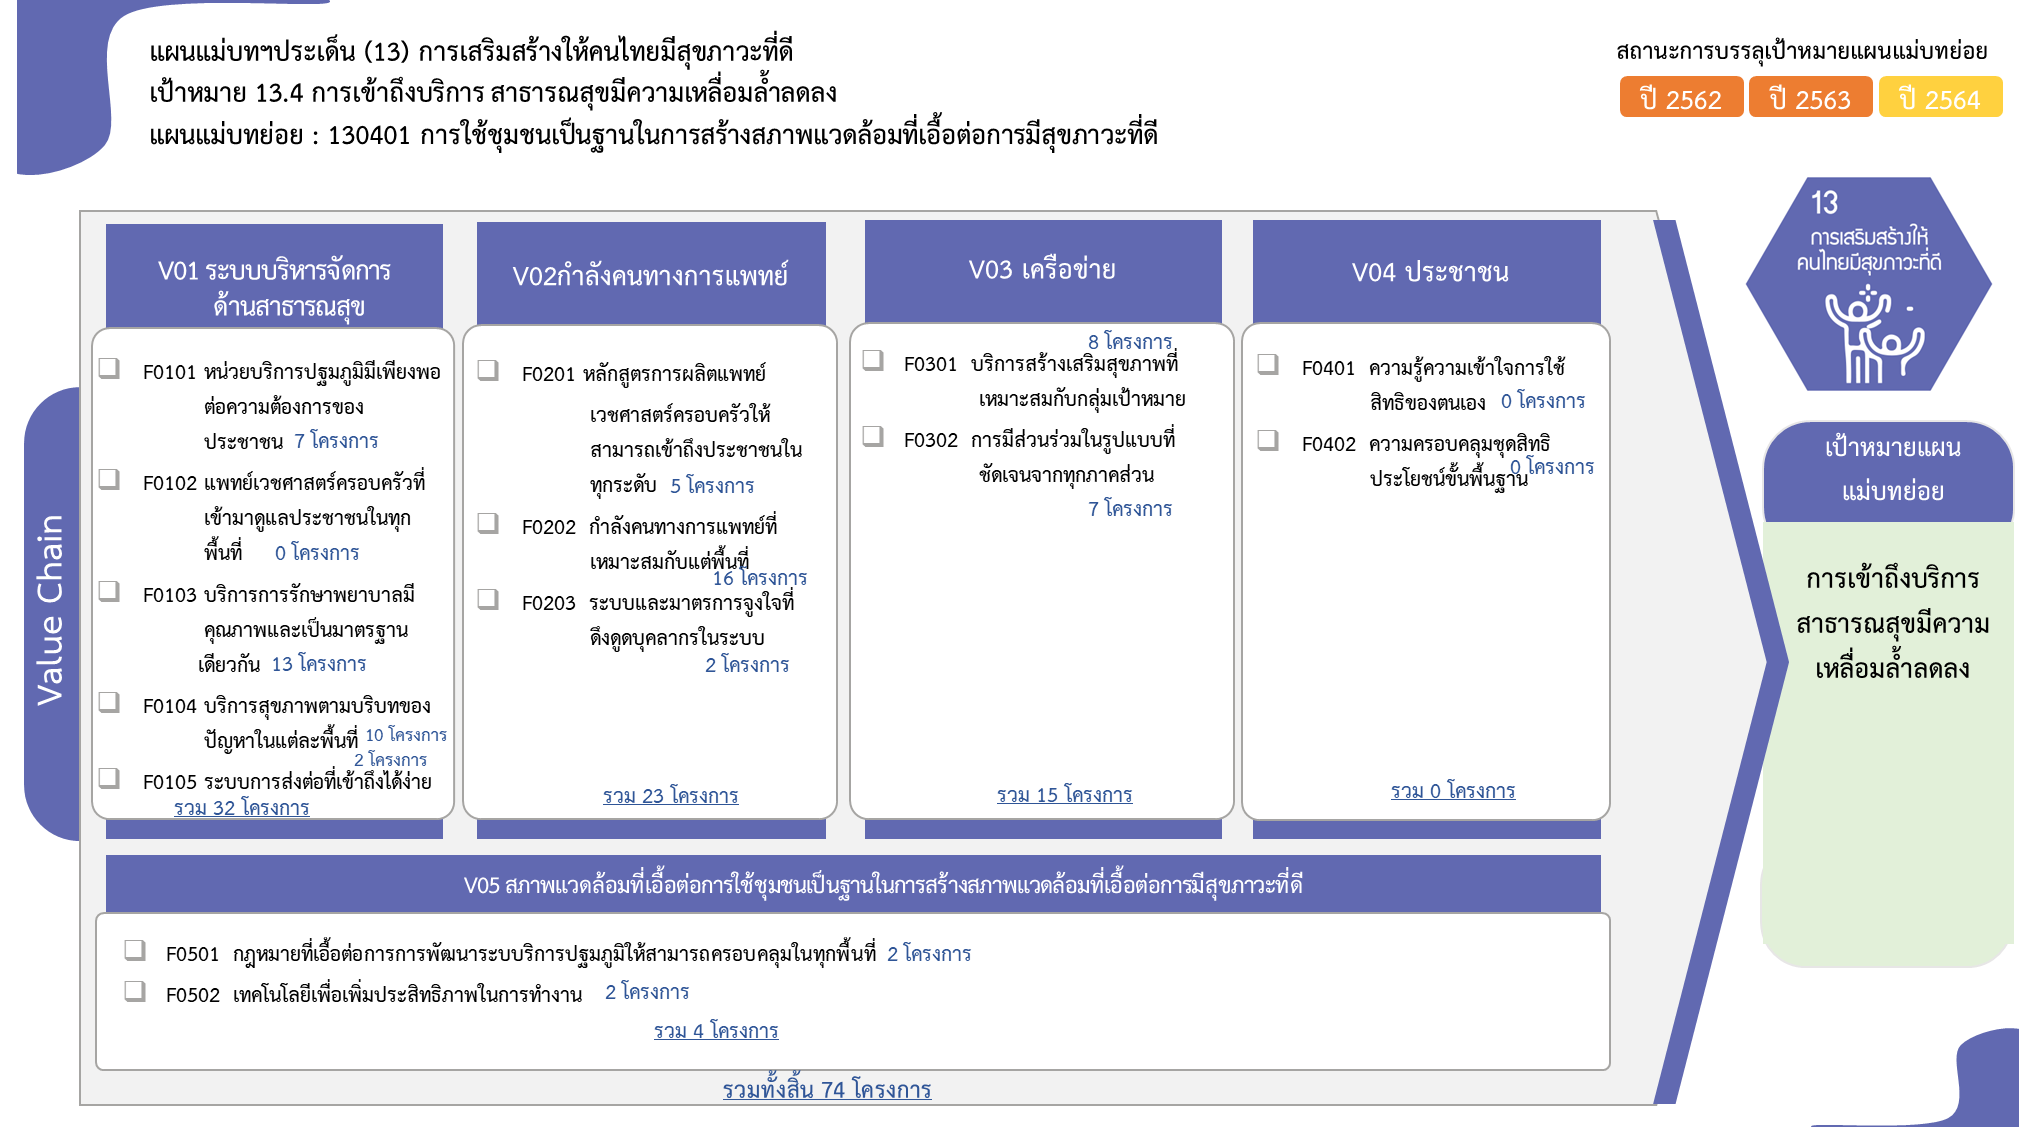 แผนแม่บทฯประเด็น (13) การเสริมสร้างให้คนไทยมีสุขภาวะที่ดี
เป้าหมาย 13.4 การเข้าถึงบริการ สาธารณสุขมีความเหลื่อมล้ำลดลง
แผนแม่บทย่อย : 130401 การใช้ชุมชนเป็นฐานในการสร้างสภาพแวดล้อมที่เอื้อต่อการมีสุขภาวะที่ดี
สถานะการบรรลุเป้าหมายแผนแม่บทย่อย
ปี 2562 ปี 2563 ปี 2564
Value Chain
V01 ระบบบริหารจัดการ
ด้านสาธารณสุข
F0101 หน่วยบริการปฐมภูมิมีเพียงพอ
ต่อความต้องการของ
ประชาชน 7 โครงการ
F0102 แพทย์เวชศาสตร์ครอบครัวที่
เข้ามาดูแลประชาชนในทุก
พื้นที่ 0 โครงการ
F0103 บริการการรักษาพยาบาลมี
คุณภาพและเป็นมาตรฐาน
เดียวกัน 13 โครงการ
F0104 บริการสุขภาพตามบริบทของ
ปัญหาในแต่ละพื้นที่ 10 โครงการ
2 โครงการ
F0105 ระบบการส่งต่อที่เข้าถึงได้ง่าย
รวม 32 โครงการ
V02กำลังคนทางการแพทย์
F0201 หลักสูตรการผลิตแพทย์
เวชศาสตร์ครอบครัวให้
สามารถเข้าถึงประชาชนใน
ทุกระดับ 5 โครงการ
F0202 กำลังคนทางการแพทย์ที่
เหมาะสมกับแต่พื้นที่
16 โครงการ
F0203 ระบบและมาตรการจูงใจที่
ดึงดูดบุคลากรในระบบ
2 โครงการ
รวม 23 โครงการ
V03 เครือข่าย
8 โครงการ
F0301 บริการสร้างเสริมสุขภาพที่
เหมาะสมกับกลุ่มเป้าหมาย
F0302 การมีส่วนร่วมในรูปแบบที่
ชัดเจนจากทุกภาคส่วน
7 โครงการ
รวม 15 โครงการ
V04 ประชาชน
F0401 ความรู้ความเข้าใจการใช้
สิทธิของตนเอง 0 โครงการ
F0402 ความครอบคลุมชุดสิทธิ
ประโยชน์ขั้นพื้นฐาน 0 โครงการ
รวม 0 โครงการ
V05 สภาพแวดล้อมที่เอื้อต่อการใช้ชุมชนเป็นฐานในการสร้างสภาพแวดล้อมที่เอื้อต่อการมีสุขภาวะที่ดี
F0501 กฎหมายที่เอื้อต่อการการพัฒนาระบบบริการปฐมภูมิให้สามารถครอบคลุมในทุกพื้นที่ 2 โครงการ
F0502 เทคโนโลยีเพื่อเพิ่มประสิทธิภาพในการทำงาน 2 โครงการ
รวม 4 โครงการ
รวมทั้งสิ้น 74 โครงการ
13
การเสริมสร้างให้
คนไทยมีสุขภาวะที่ดี
เป้าหมายแผน
แม่บทย่อย
การเข้าถึงบริการ
สาธารณสุขมีความ
เหลื่อมล้ำลดลง